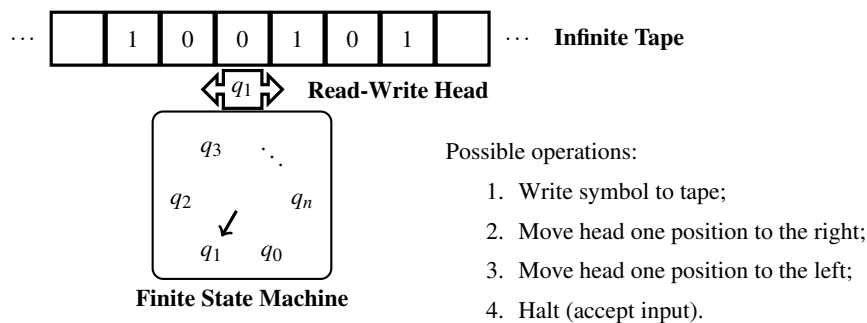 ⋯ 1 0 0 1 0 1 ⋯ Infinite Tape
q₁ Read-Write Head
q₃ ⋱
q₂ qₙ
q₁ q₀
Finite State Machine
Possible operations:
1. Write symbol to tape;
2. Move head one position to the right;
3. Move head one position to the left;
4. Halt (accept input).